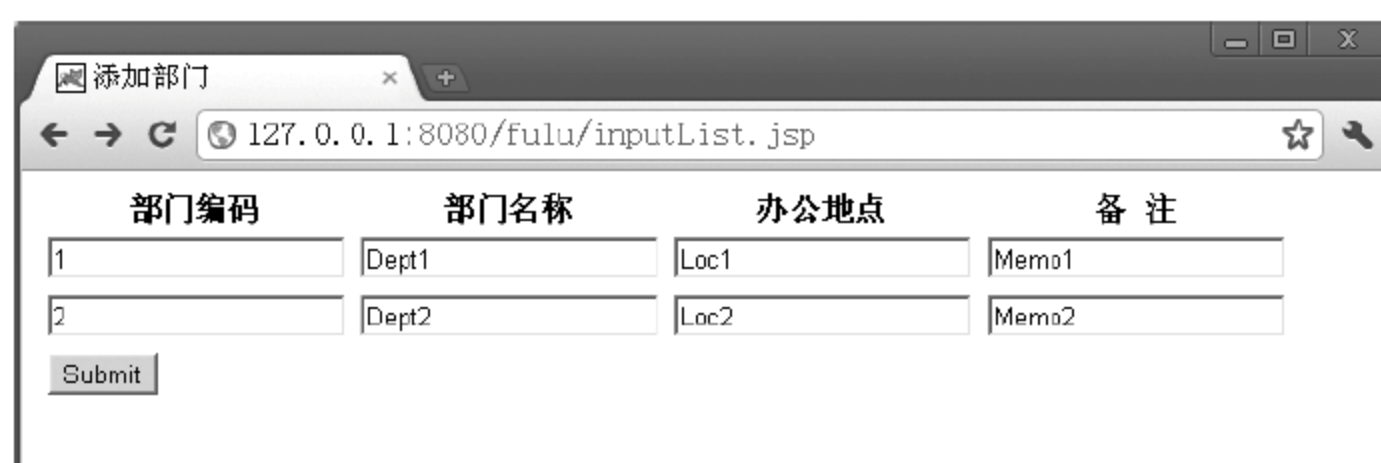 添加部门
127.0.0.1:8080/fulu/inputList.jsp
部门编码 部门名称 办公地点 备 注
1 Dept1 Loc1 Memo1
2 Dept2 Loc2 Memo2
Submit